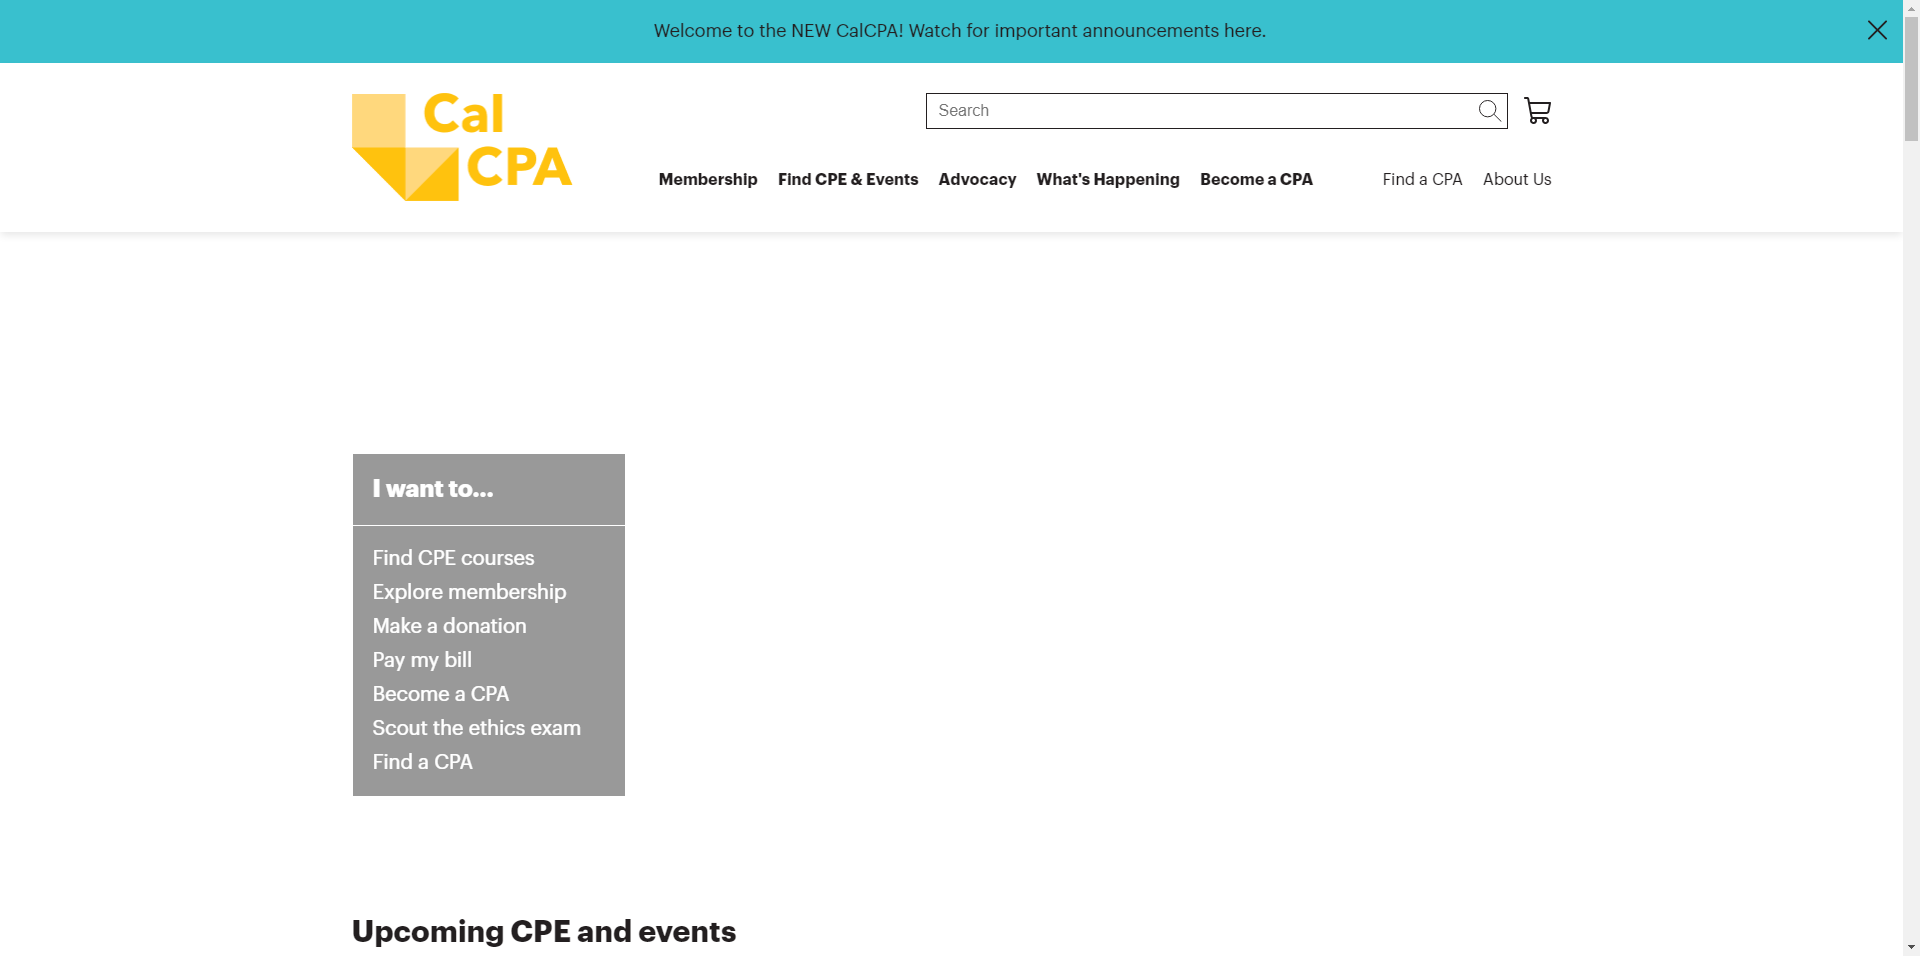 Welcome to the NEW CalCPA! Watch for important announcements here.
Cal
CPA
Search
Membership Find CPE & Events Advocacy What's Happening Become a CPA Find a CPA About Us
I want to...
Find CPE courses
Explore membership
Make a donation
Pay my bill
Become a CPA
Scout the ethics exam
Find a CPA
Upcoming CPE and events